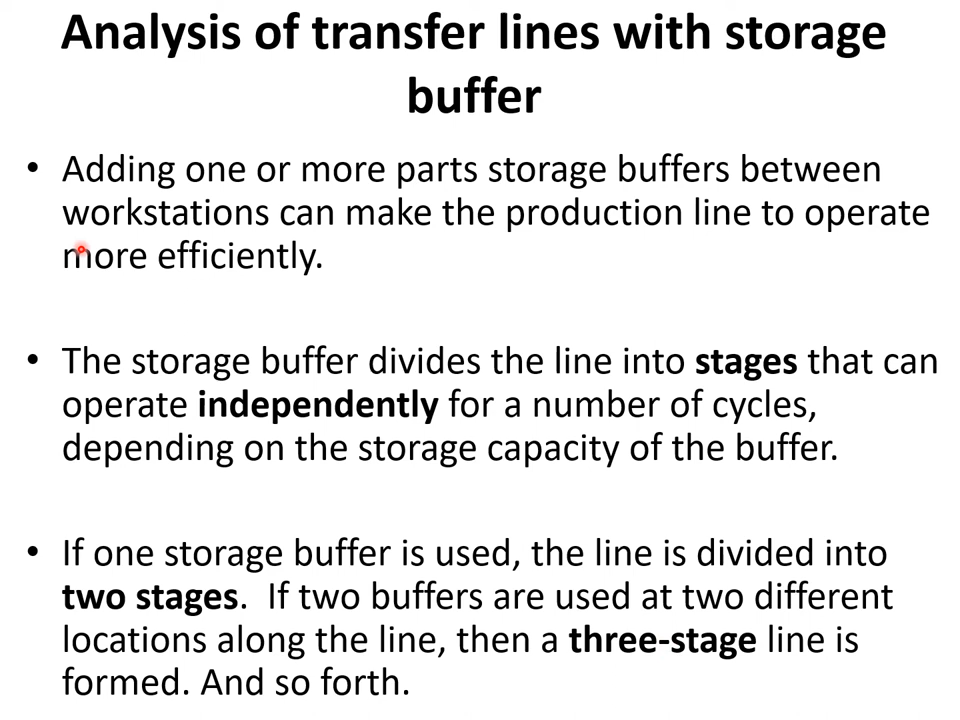 Analysis of transfer lines with storage
buffer
• Adding one or more parts storage buffers between
workstations can make the production line to operate
more efficiently.
• The storage buffer divides the line into stages that can
operate independently for a number of cycles,
depending on the storage capacity of the buffer.
• If one storage buffer is used, the line is divided into
two stages.  If two buffers are used at two different
locations along the line, then a three-stage line is
formed. And so forth.